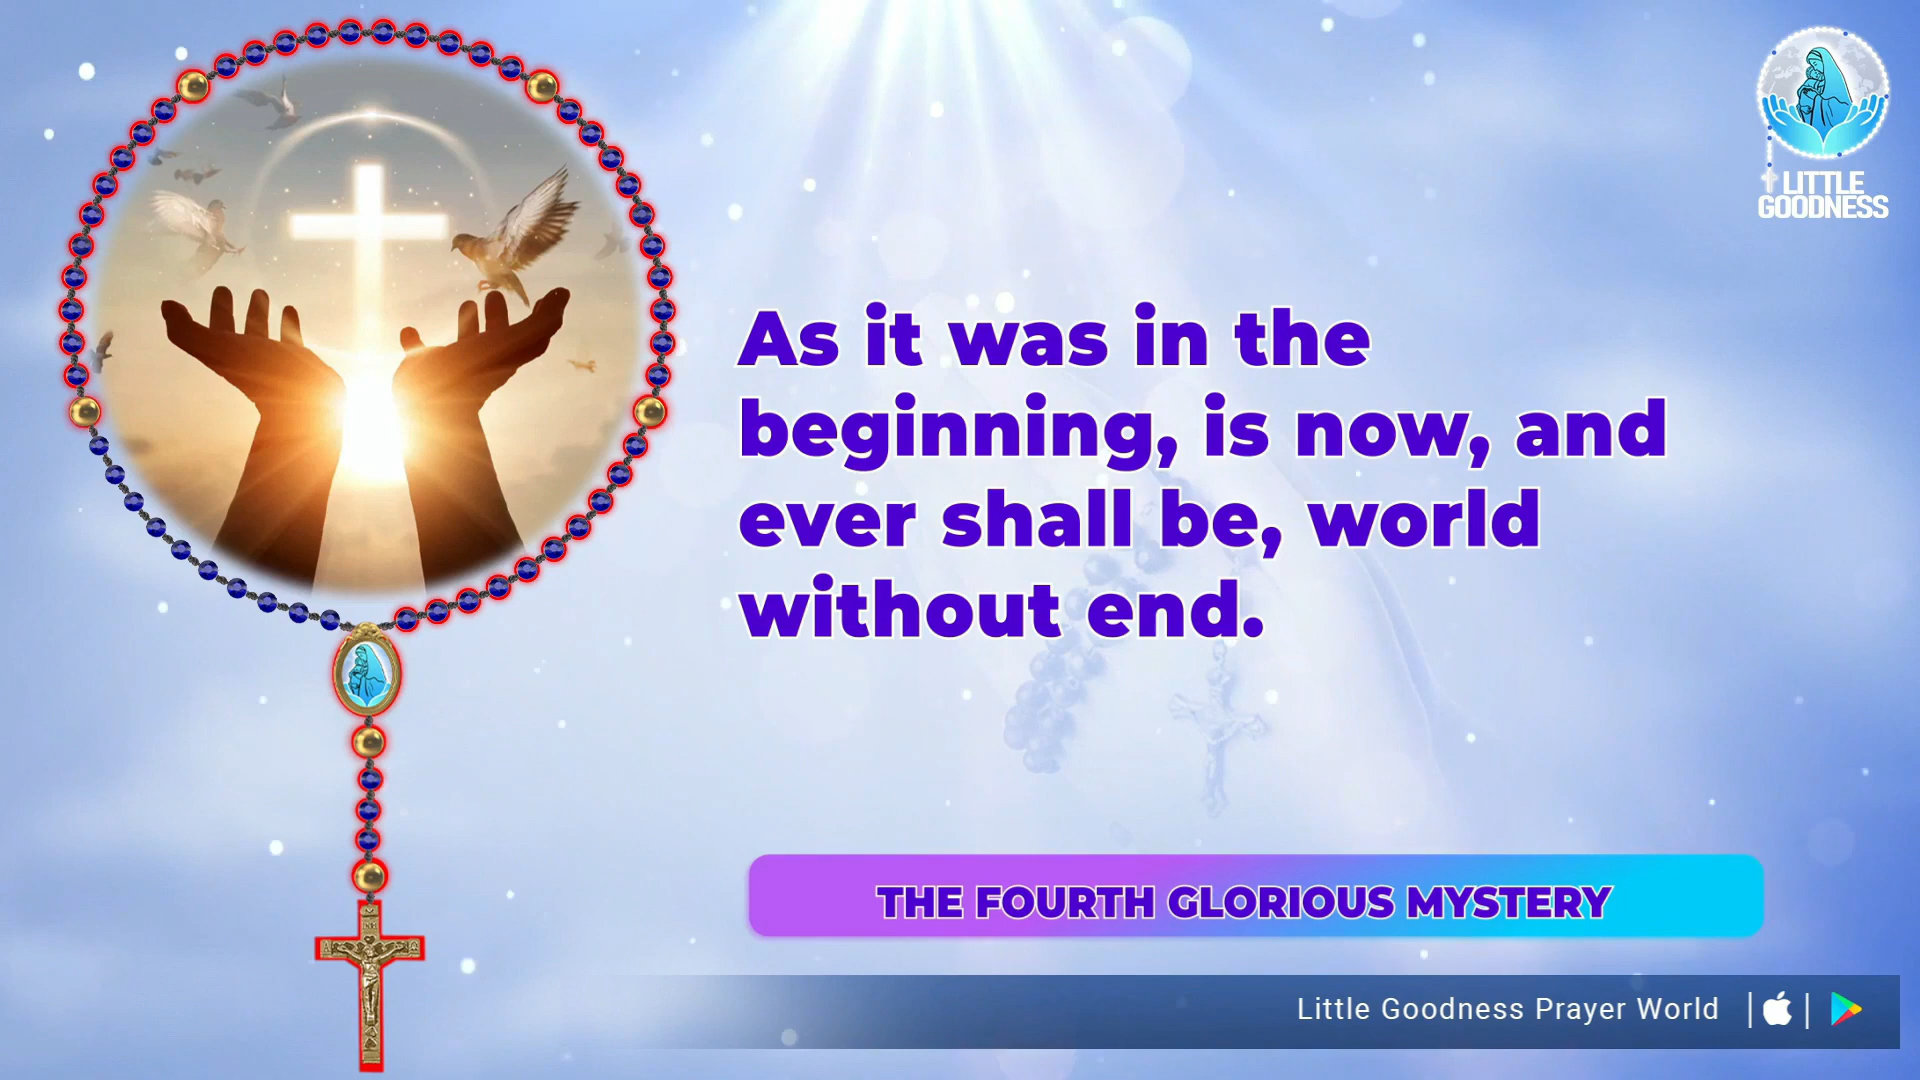 LITTLE
GOODNESS
As it was in the
beginning, is now, and
ever shall be, world
without end.
THE FOURTH GLORIOUS MYSTERY
Little Goodness Prayer World